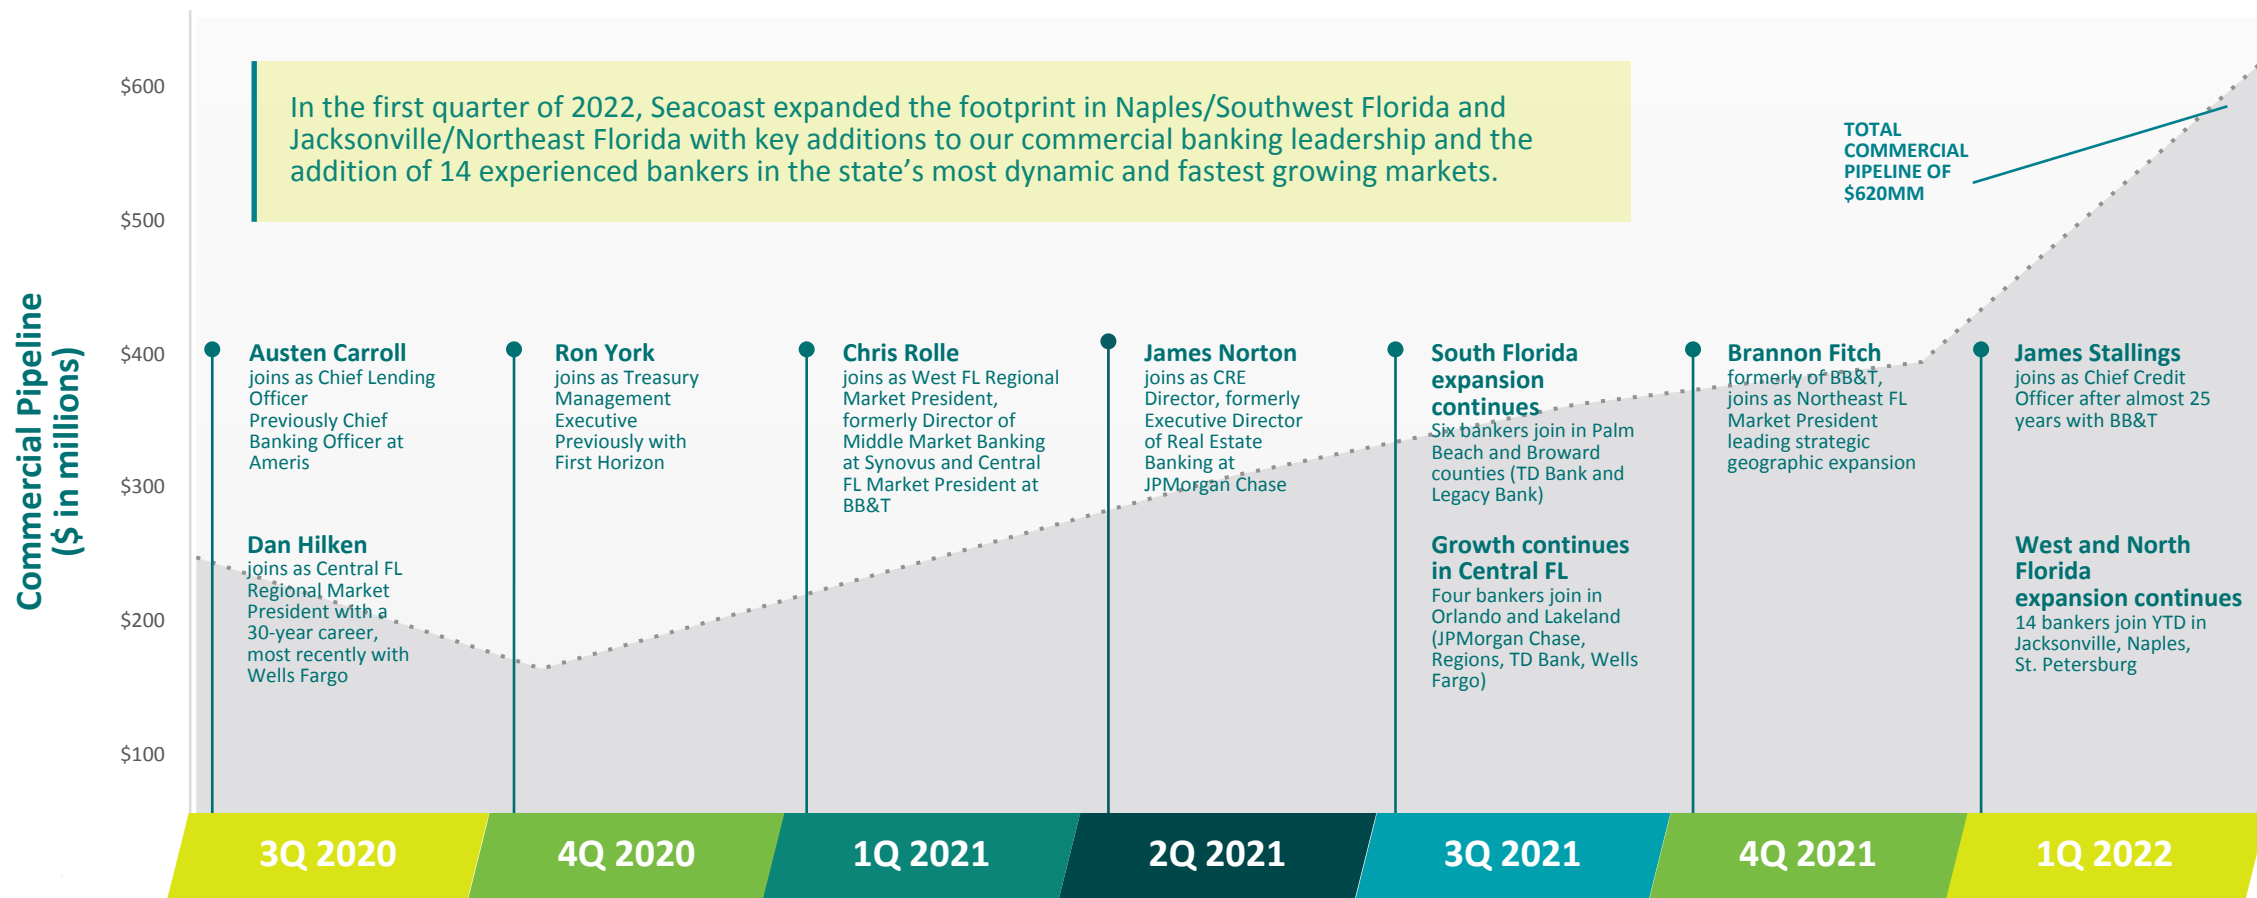 In the first quarter of 2022, Seacoast expanded the footprint in Naples/Southwest Florida and
Jacksonville/Northeast Florida with key additions to our commercial banking leadership and the
addition of 14 experienced bankers in the state’s most dynamic and fastest growing markets.
TOTAL
COMMERCIAL
PIPELINE OF
$620MM
Commercial Pipeline
($ in millions)
$600
$500
$400
$300
$200
$100
Austen Carroll
joins as Chief Lending
Officer
Previously Chief
Banking Officer at
Ameris
Dan Hilken
joins as Central FL
Regional Market
President with a
30-year career,
most recently with
Wells Fargo
Ron York
joins as Treasury
Management
Executive
Previously with
First Horizon
Chris Rolle
joins as West FL Regional
Market President,
formerly Director of
Middle Market Banking
at Synovus and Central
FL Market President at
BB&T
James Norton
joins as CRE
Director, formerly
Executive Director
of Real Estate
Banking at
JPMorgan Chase
South Florida
expansion
continues
Six bankers join in Palm
Beach and Broward
counties (TD Bank and
Legacy Bank)
Growth continues
in Central FL
Four bankers join in
Orlando and Lakeland
(JPMorgan Chase,
Regions, TD Bank, Wells
Fargo)
Brannon Fitch
formerly of BB&T,
joins as Northeast FL
Market President
leading strategic
geographic expansion
James Stallings
joins as Chief Credit
Officer after almost 25
years with BB&T
West and North
Florida
expansion continues
14 bankers join YTD in
Jacksonville, Naples,
St. Petersburg
3Q 2020
4Q 2020
1Q 2021
2Q 2021
3Q 2021
4Q 2021
1Q 2022